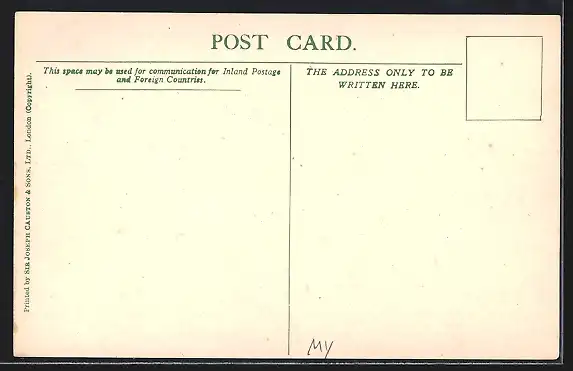 POST CARD.
This space may be used for communication for Inland Postage
and Foreign Countries.
THE ADDRESS ONLY TO BE
WRITTEN HERE.
Printed by SIR JOSEPH CAUSTON & SONS, LTD., London (Copyright).
MY